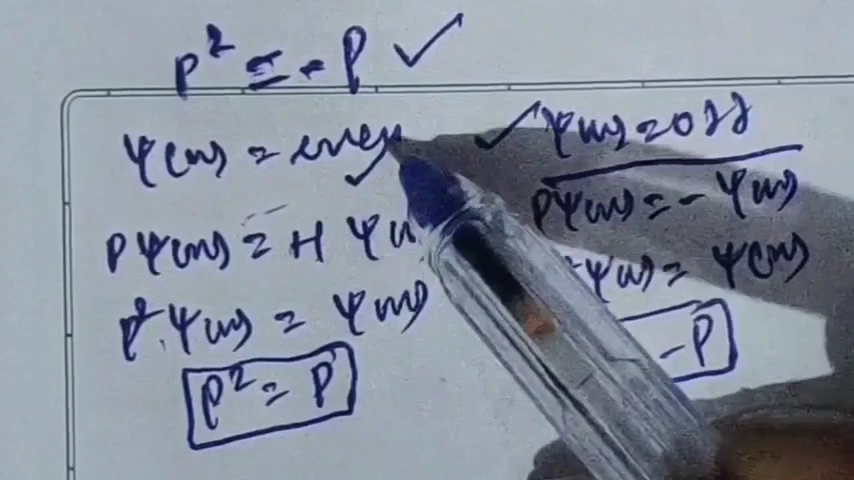 P² = - P ✓
ψ(x) = even ✓
Pψ(x) = +1 ψ(
P² ψ(x) = ψ(x)
P² = P
✓ ψ(x) = odd
Pψ(x) = - ψ(x)
ψ(x) = ψ(x)
- P